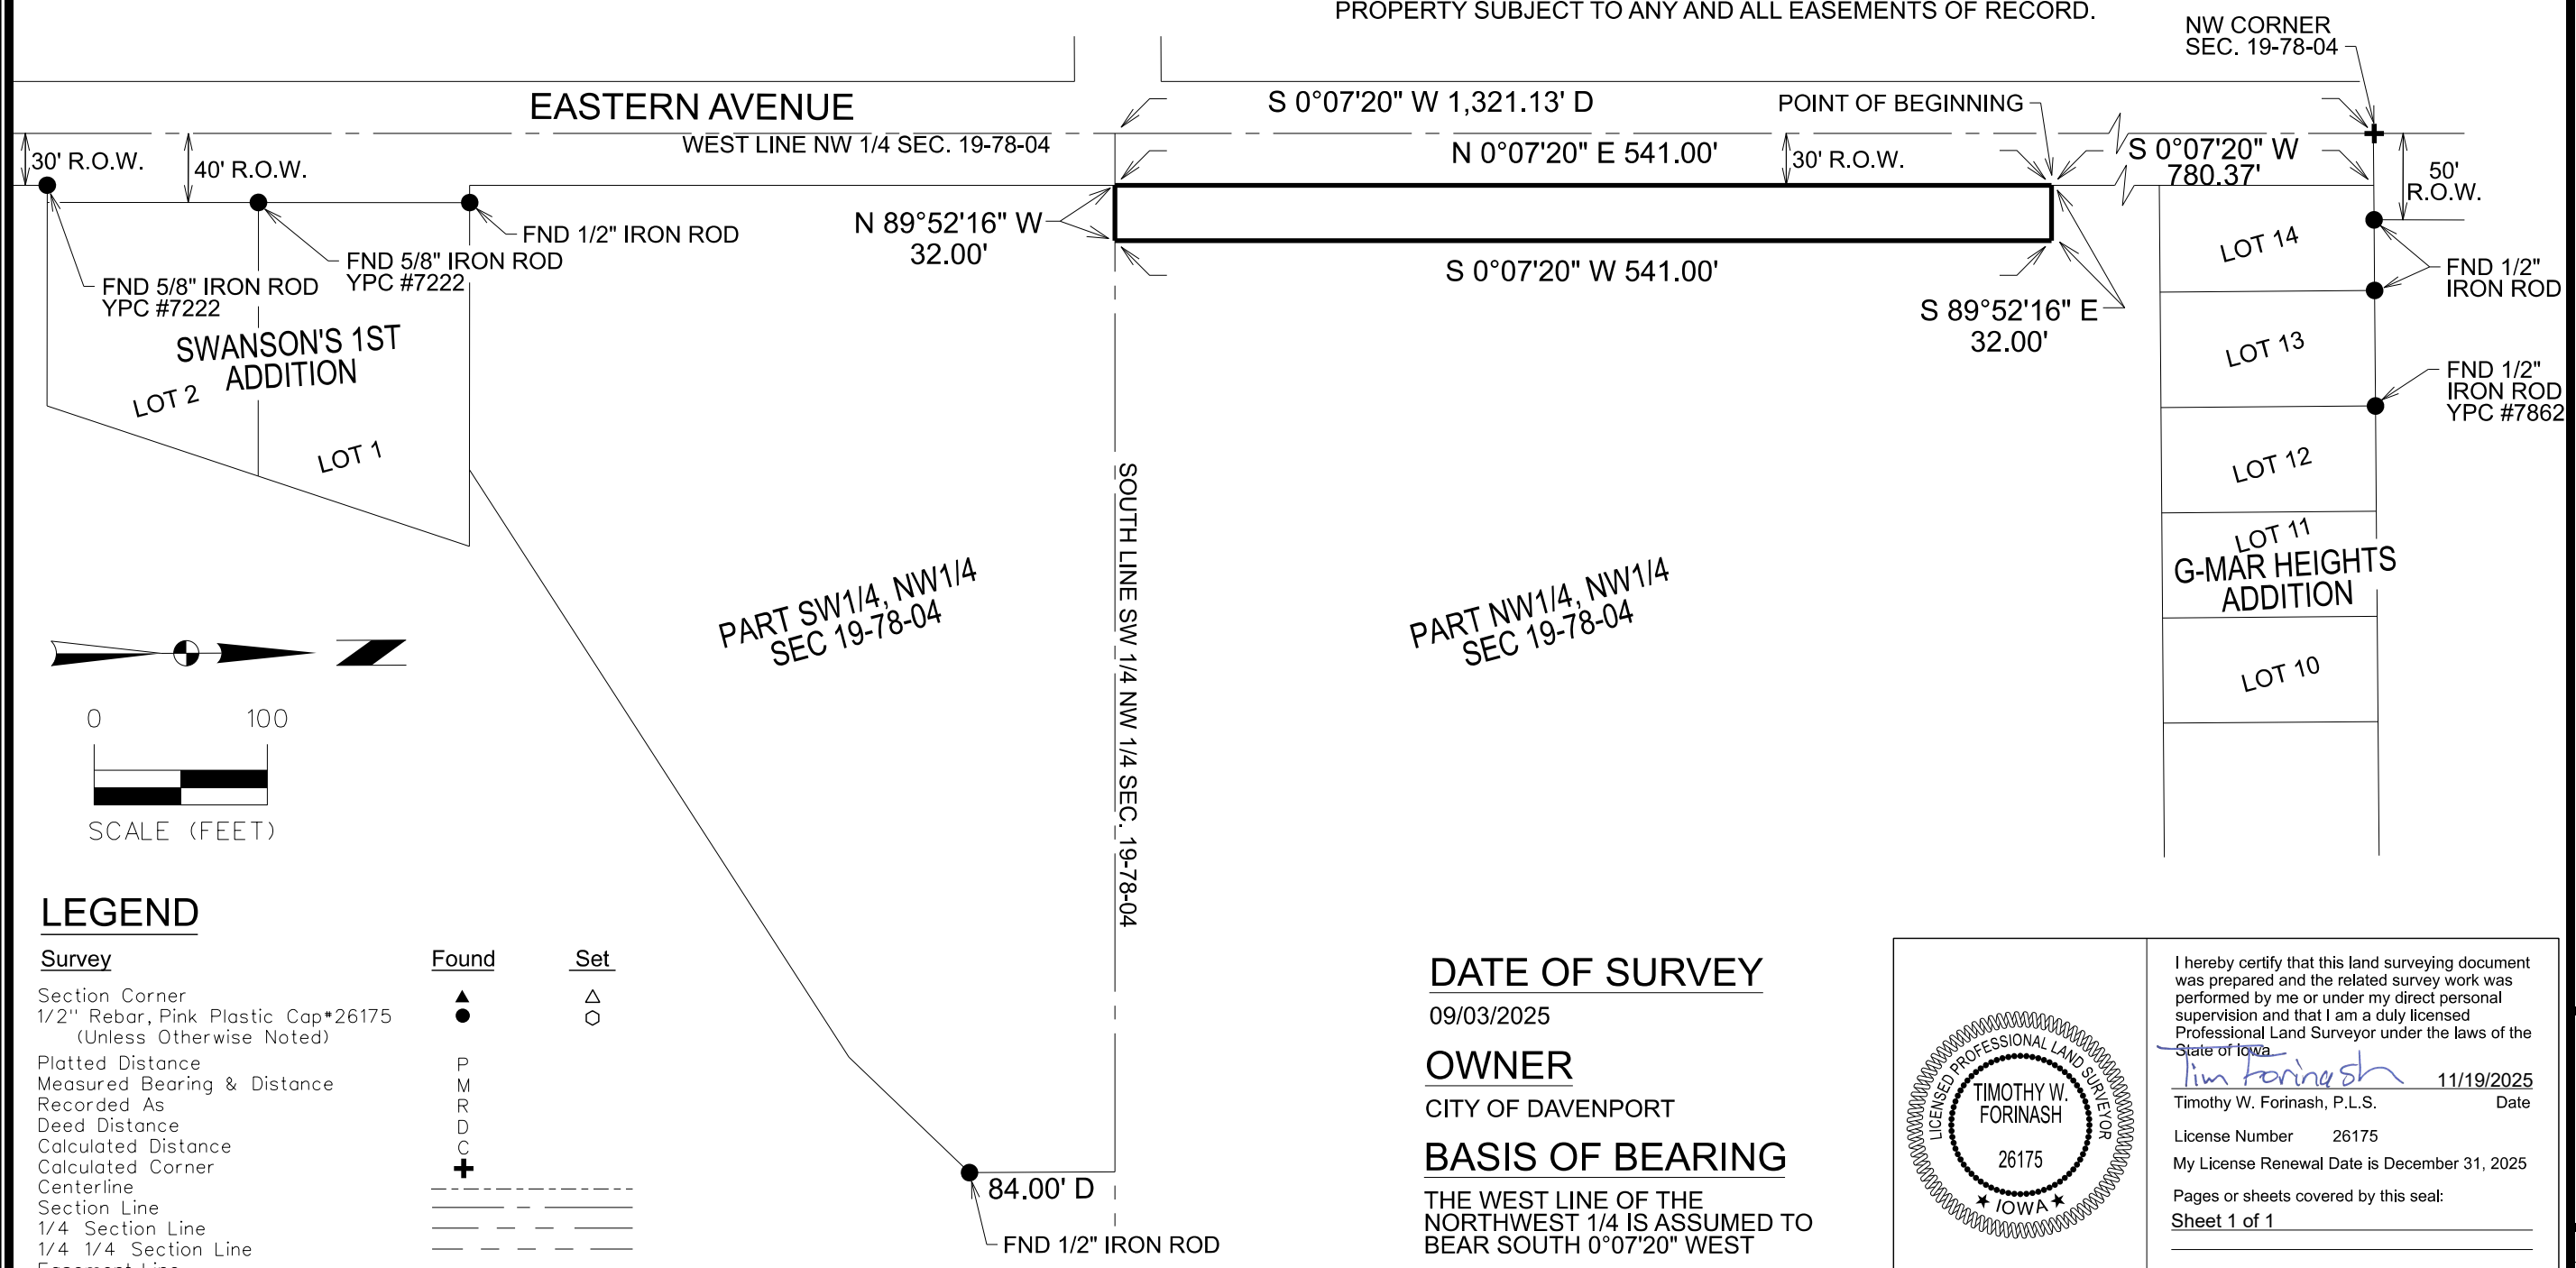 PROPERTY SUBJECT TO ANY AND ALL EASEMENTS OF RECORD.
NW CORNER
SEC. 19-78-04
EASTERN AVENUE
S 0°07'20" W 1,321.13' D
POINT OF BEGINNING
WEST LINE NW 1/4 SEC. 19-78-04
30' R.O.W.
40' R.O.W.
N 0°07'20" E 541.00'
30' R.O.W.
S 0°07'20" W
780.37'
50'
R.O.W.
N 89°52'16" W
32.00'
S 0°07'20" W 541.00'
S 89°52'16" E
32.00'
FND 1/2" IRON ROD
FND 5/8" IRON ROD
YPC #7222
FND 5/8" IRON ROD
YPC #7222
SWANSON'S 1ST
ADDITION
LOT 2
LOT 1
LOT 14
FND 1/2"
IRON ROD
LOT 13
FND 1/2"
IRON ROD
YPC #7862
LOT 12
LOT 11
G-MAR HEIGHTS
ADDITION
LOT 10
PART SW1/4, NW1/4
SEC 19-78-04
SOUTH LINE SW 1/4 NW 1/4 SEC. 19-78-04
PART NW1/4, NW1/4
SEC 19-78-04
Z
0 100
SCALE (FEET)
84.00' D
FND 1/2" IRON ROD
LEGEND
Survey Found Set
Section Corner
1/2" Rebar, Pink Plastic Cap#26175
(Unless Otherwise Noted)
Platted Distance P
Measured Bearing & Distance M
Recorded As R
Deed Distance D
Calculated Distance C
Calculated Corner
Centerline
Section Line
1/4 Section Line
1/4 1/4 Section Line
DATE OF SURVEY
09/03/2025
OWNER
CITY OF DAVENPORT
BASIS OF BEARING
THE WEST LINE OF THE
NORTHWEST 1/4 IS ASSUMED TO
BEAR SOUTH 0°07'20" WEST
LICENSED PROFESSIONAL LAND SURVEYOR
TIMOTHY W.
FORINASH
26175
★ IOWA ★
I hereby certify that this land surveying document
was prepared and the related survey work was
performed by me or under my direct personal
supervision and that I am a duly licensed
Professional Land Surveyor under the laws of the
State of Iowa.
Tim Forinash 11/19/2025
Timothy W. Forinash, P.L.S. Date
License Number 26175
My License Renewal Date is December 31, 2025
Pages or sheets covered by this seal:
Sheet 1 of 1